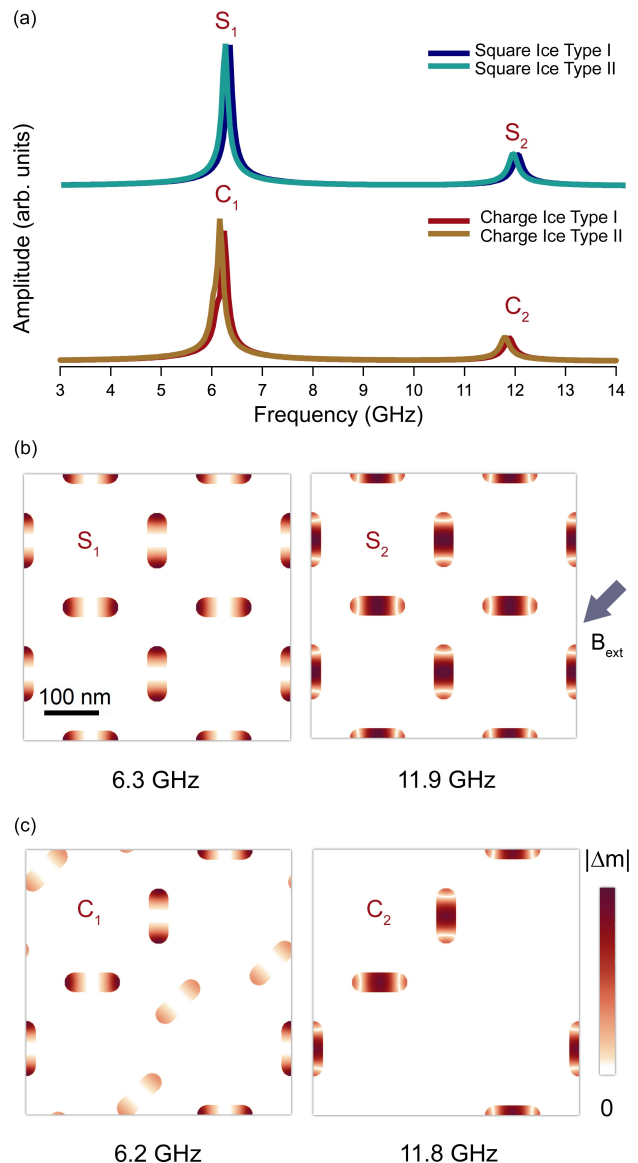 (a)
S1
Square Ice Type I
Square Ice Type II
S2
Amplitude (arb. units)
C1
Charge Ice Type I
Charge Ice Type II
C2
3 4 5 6 7 8 9 10 11 12 13 14
Frequency (GHz)
(b)
S1
S2
Bext
100 nm
6.3 GHz
11.9 GHz
(c)
|Δm|
C1
C2
0
6.2 GHz
11.8 GHz